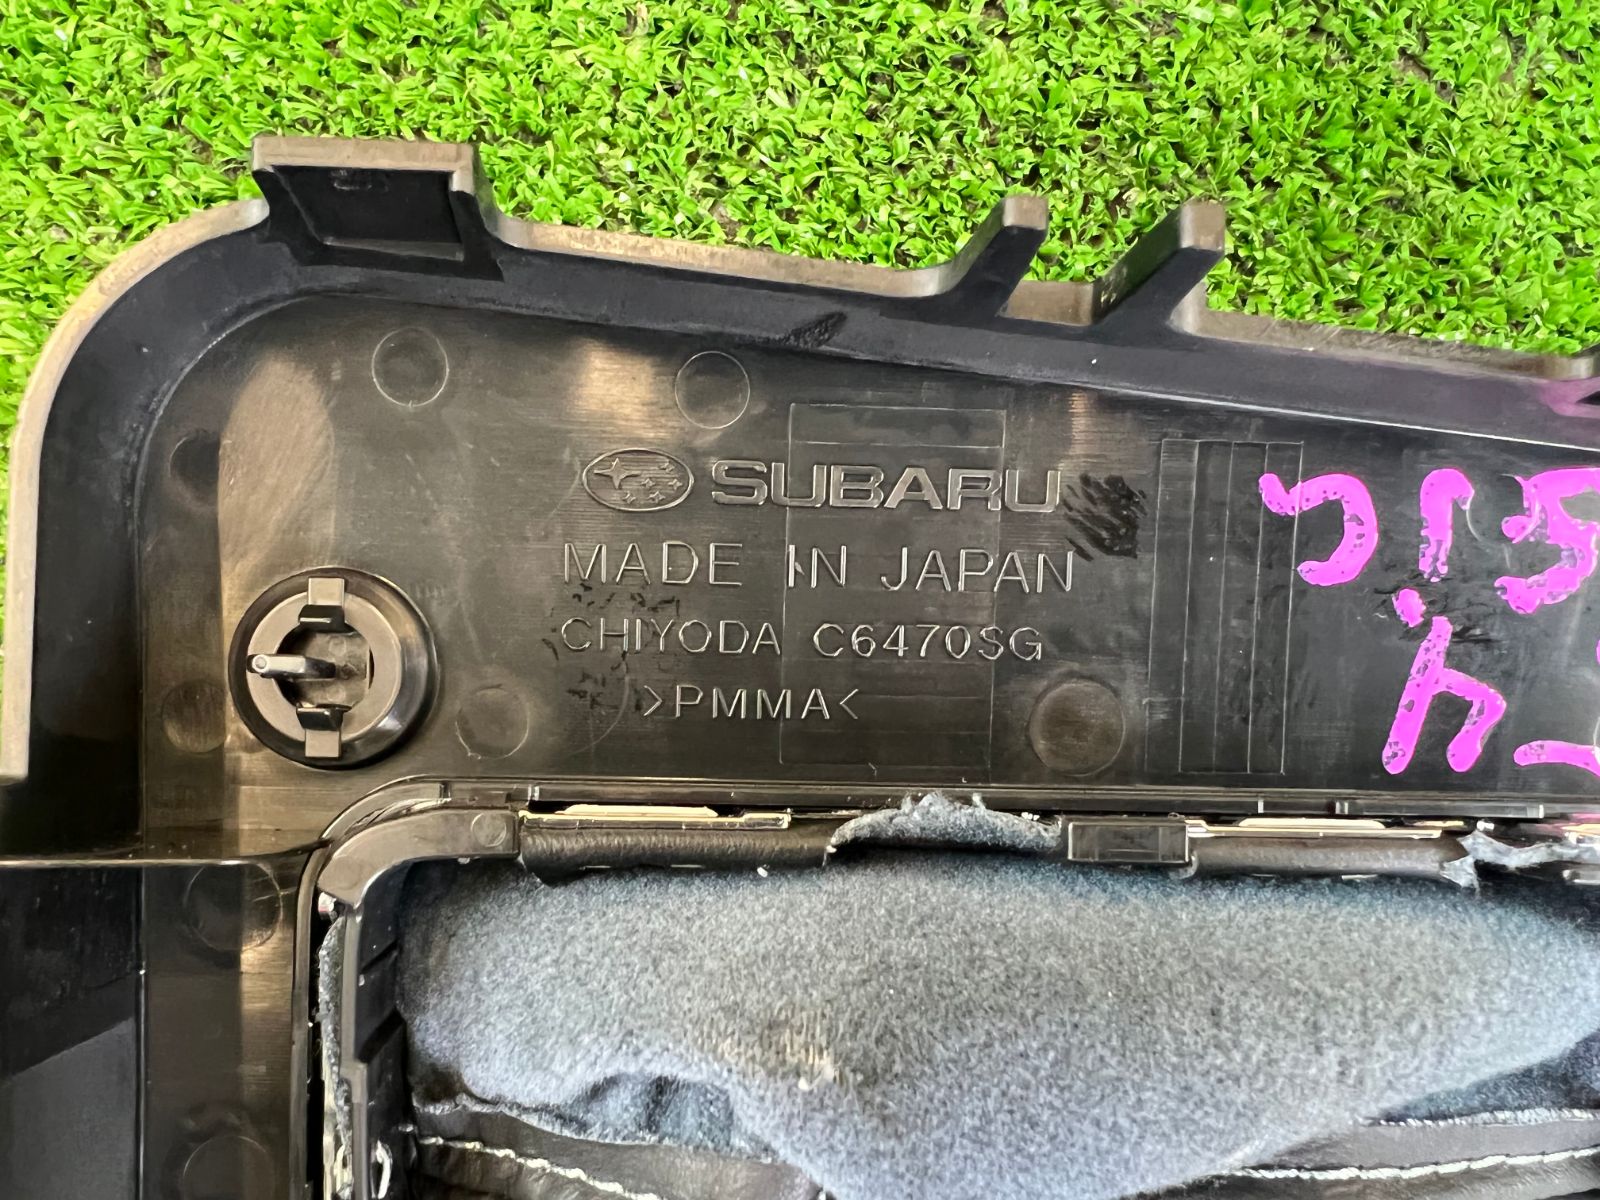 SUBARU
MADE IN JAPAN
CHIYODA C6470SG
>PMMA<